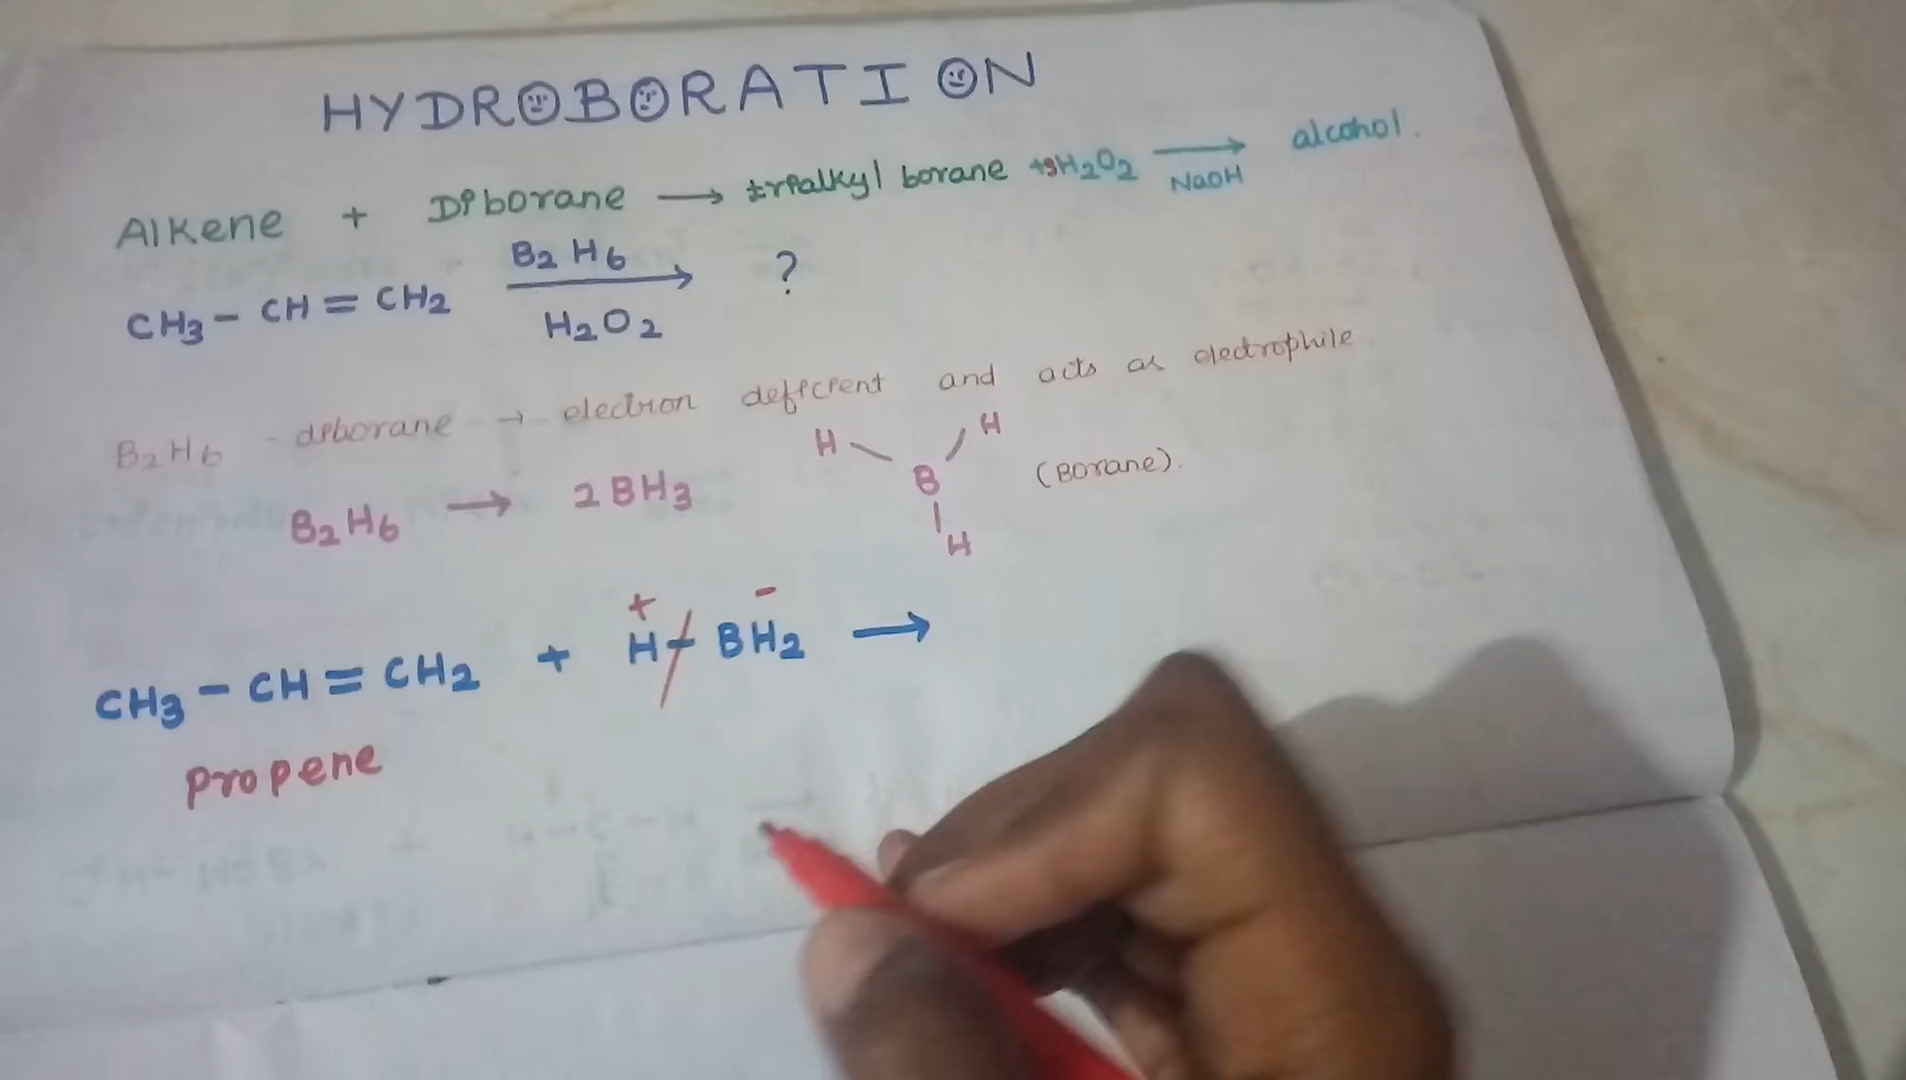 HYDROBORATION
Alkene + Diborane → trialkyl borane + 3H2O2 → alcohol.
NaOH
B2H6
CH3 - CH = CH2 → ?
H2O2
B2H6 - diborane → electron deficient and acts as electrophile
H H
B2H6 → 2BH3 B (Borane).
H
+ -
CH3 - CH = CH2 + H - BH2 →
propene